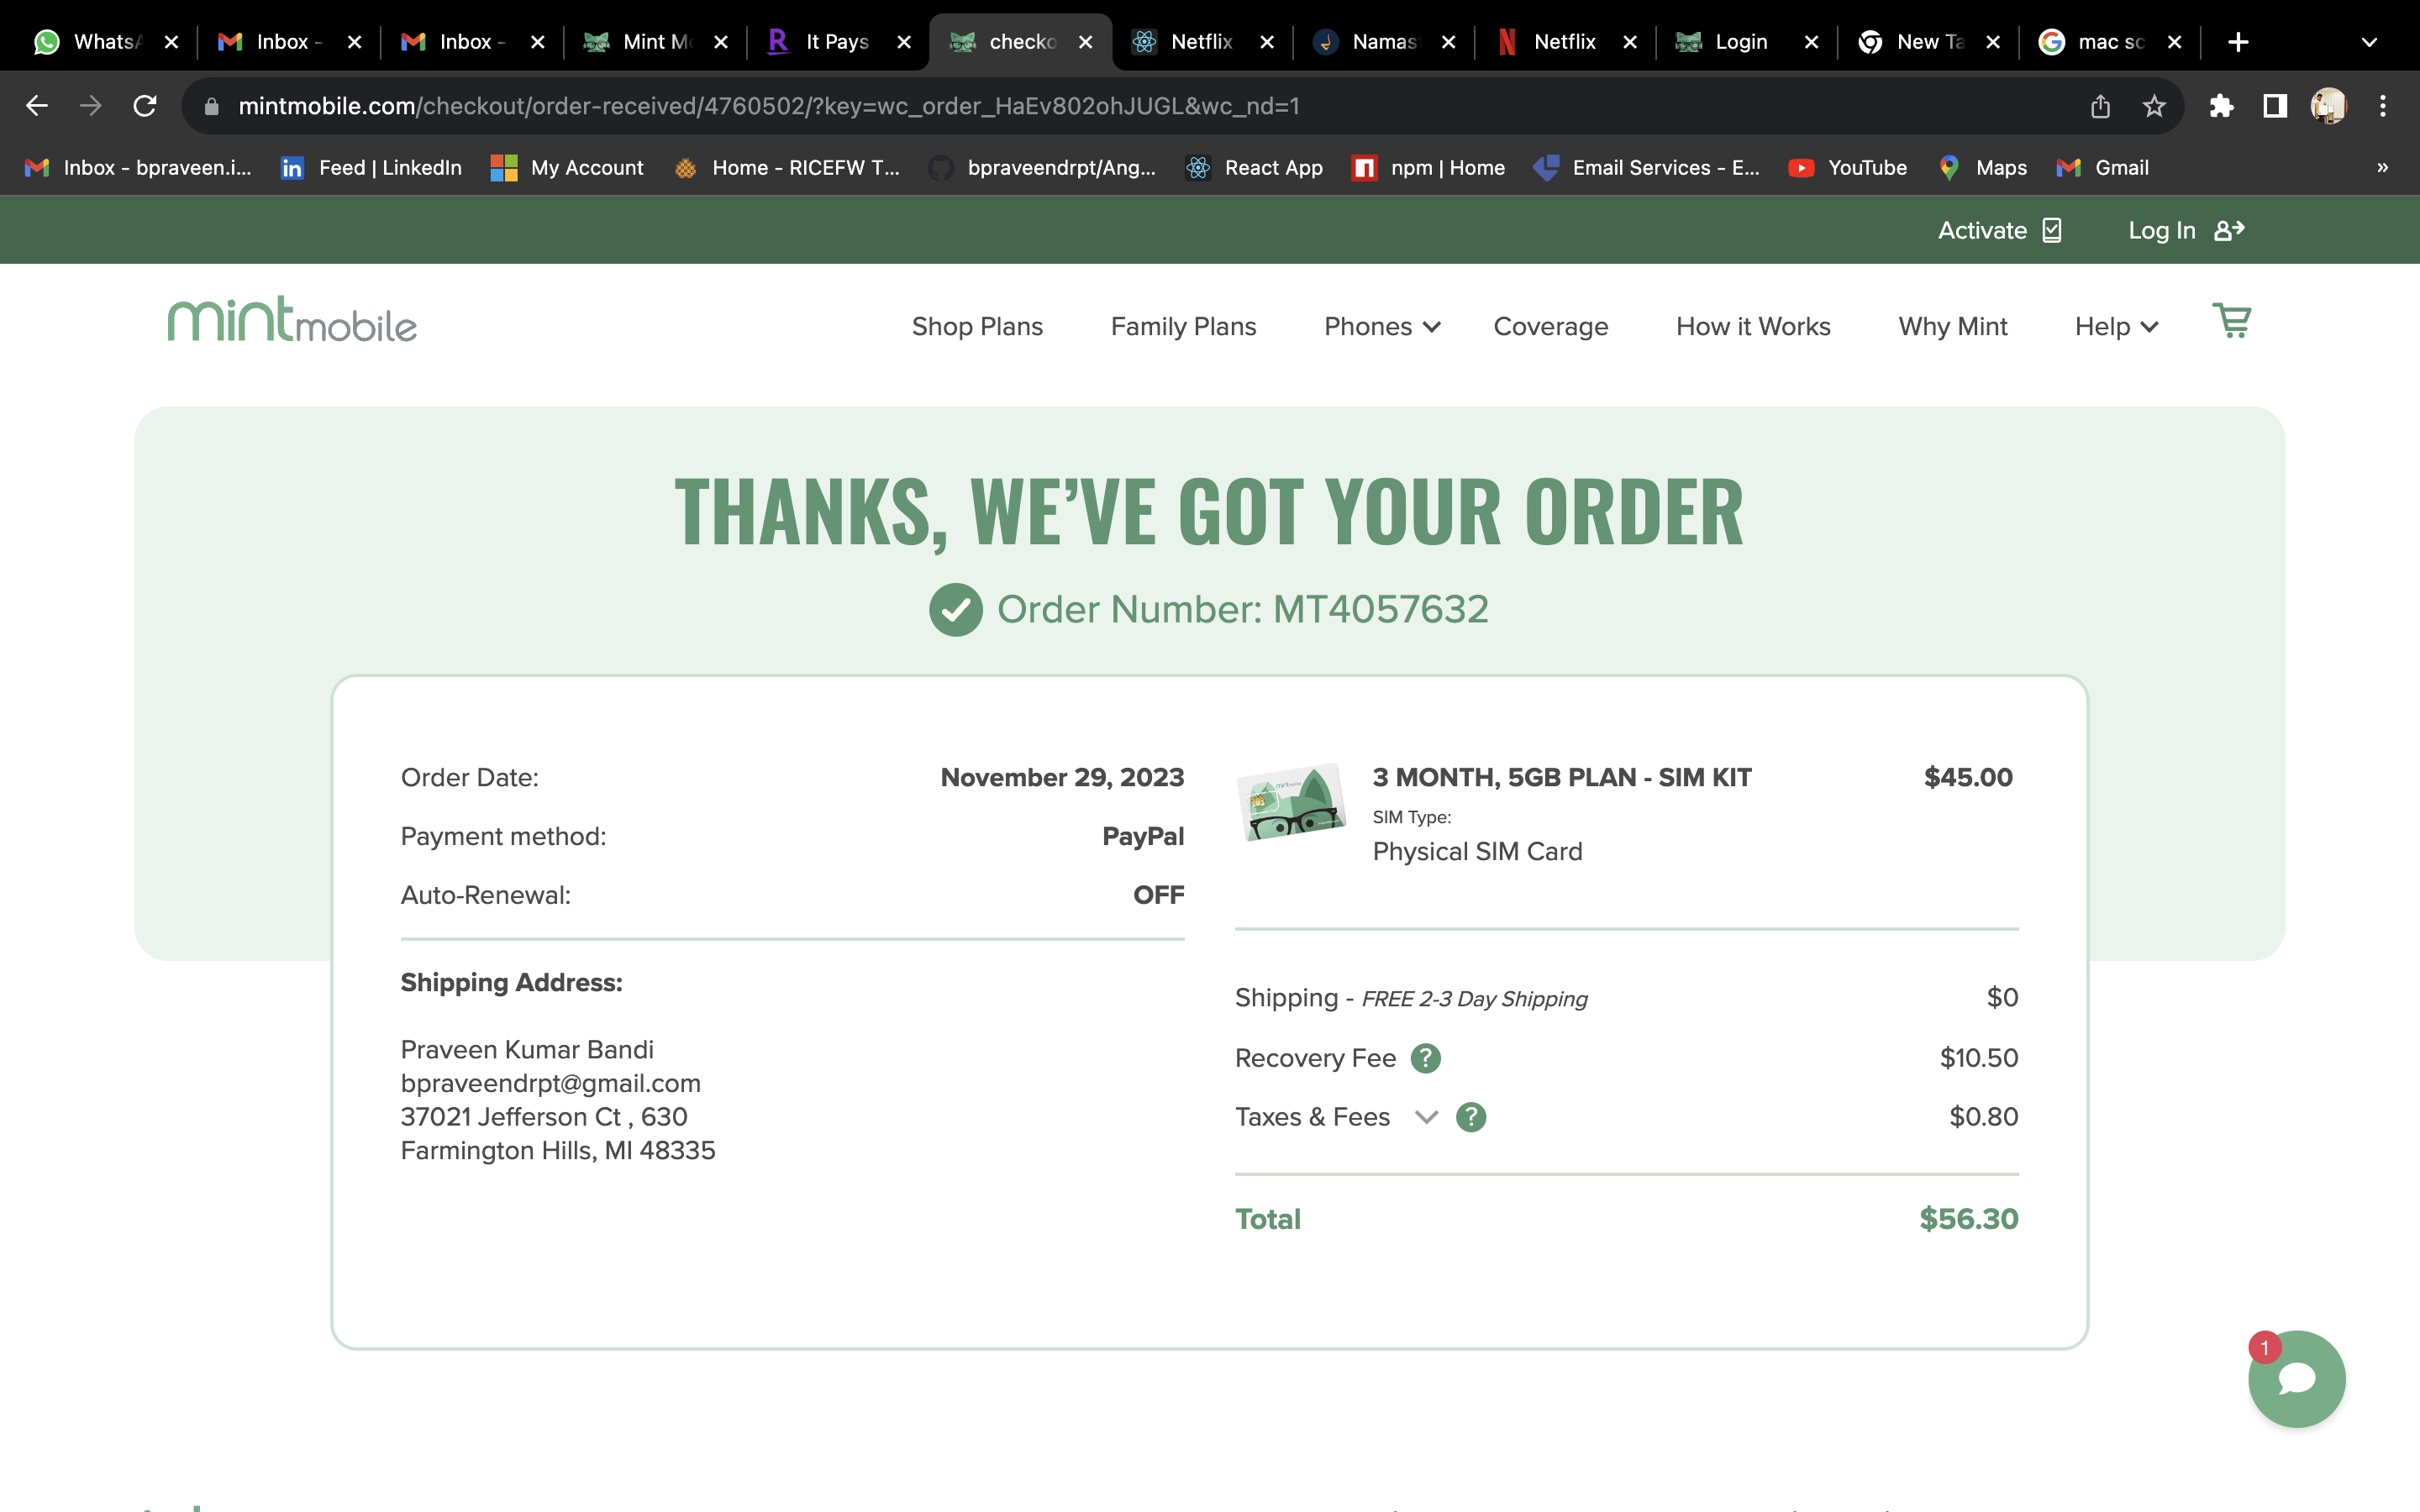 WhatsA
Inbox -
Inbox -
Mint Mo
It Pays
checko
Netflix
Namas
Netflix
Login
New Ta
mac sc
mintmobile.com/checkout/order-received/4760502/?key=wc_order_HaEv802ohJUGL&wc_nd=1
Inbox - bpraveen.i...
Feed | LinkedIn
My Account
Home - RICEFW T...
bpraveendrpt/Ang...
React App
npm | Home
Email Services - E...
YouTube
Maps
Gmail
»
Activate
Log In
mintmobile
Shop Plans
Family Plans
Phones
Coverage
How it Works
Why Mint
Help
THANKS, WE'VE GOT YOUR ORDER
Order Number: MT4057632
Order Date: November 29, 2023
Payment method: PayPal
Auto-Renewal: OFF
Shipping Address:
Praveen Kumar Bandi
bpraveendrpt@gmail.com
37021 Jefferson Ct , 630
Farmington Hills, MI 48335
3 MONTH, 5GB PLAN - SIM KIT $45.00
SIM Type:
Physical SIM Card
Shipping - FREE 2-3 Day Shipping $0
Recovery Fee ? $10.50
Taxes & Fees ? $0.80
Total $56.30
1